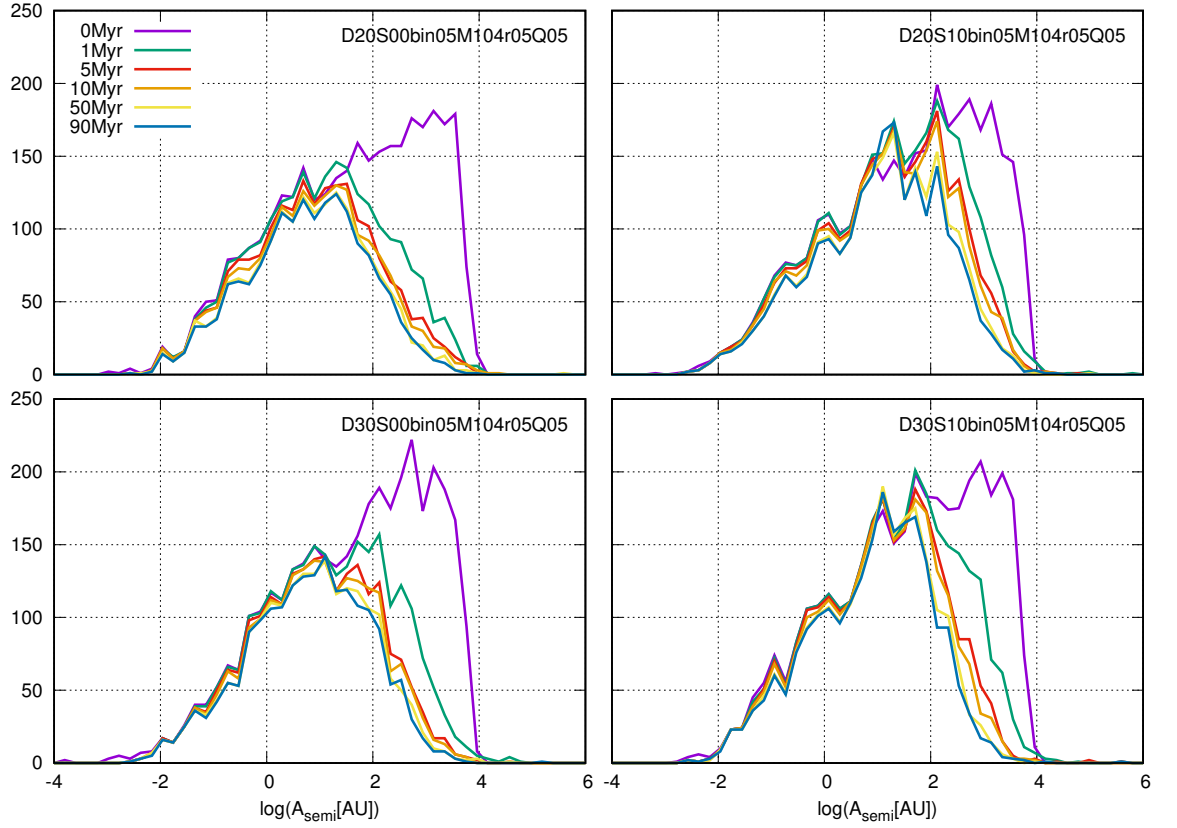 250
200
150
100
50
0
0Myr
1Myr
5Myr
10Myr
50Myr
90Myr
D20S00bin05M104r05Q05
D20S10bin05M104r05Q05
250
200
150
100
50
0
D30S00bin05M104r05Q05
D30S10bin05M104r05Q05
-4 -2 0 2 4 6
-4 -2 0 2 4 6
log(A_semi[AU])
log(A_semi[AU])